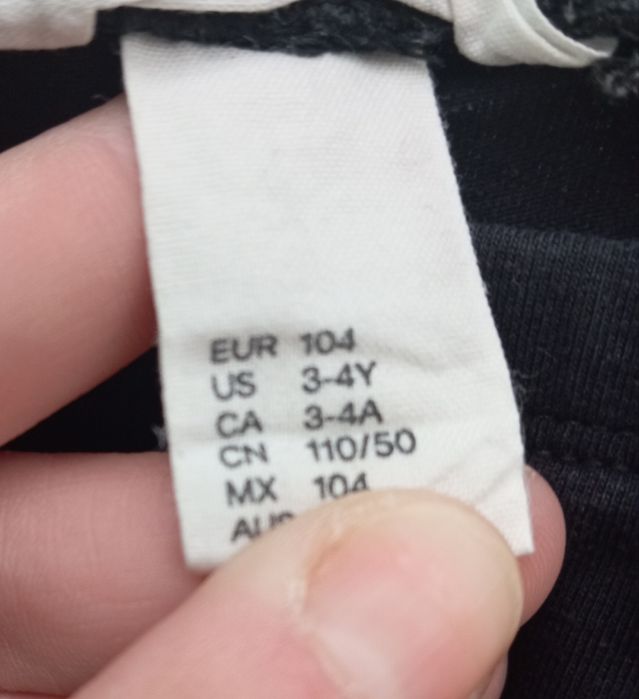 EUR 104
US 3-4Y
CA 3-4A
CN 110/50
MX 104